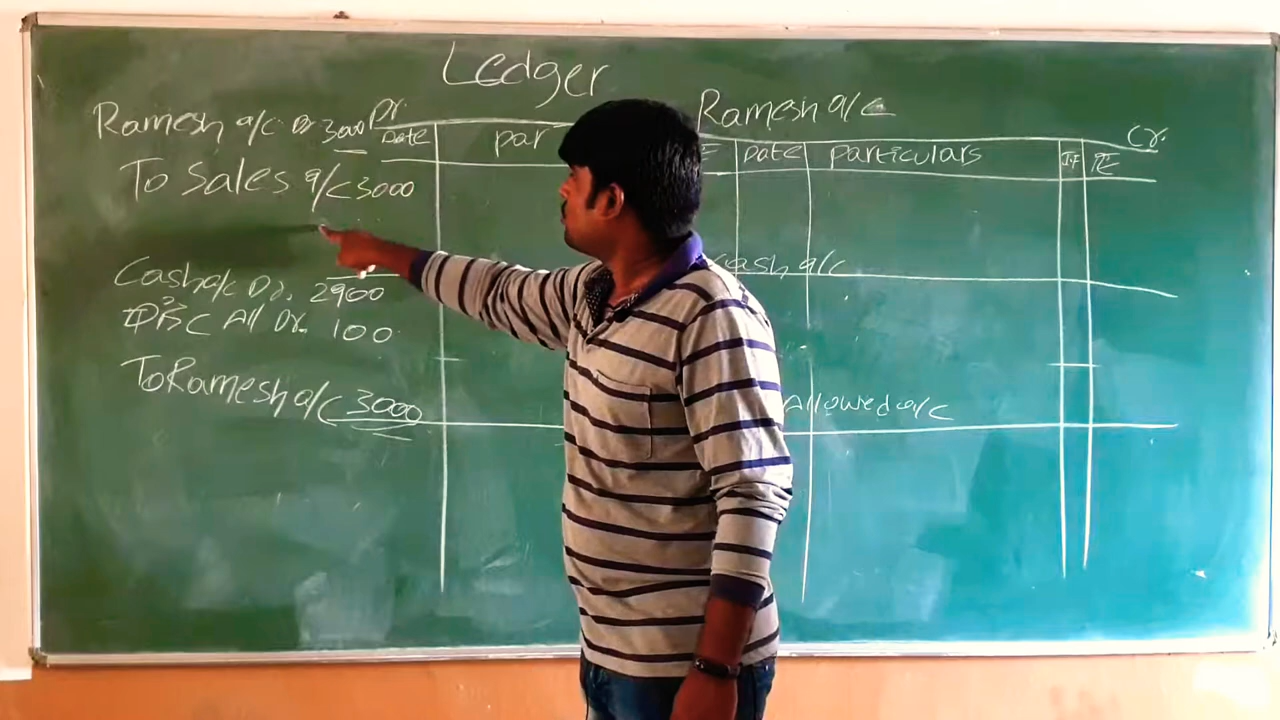 Ledger
Ramesh a/c Dr 3000
To Sales a/c 3000
Cash a/c Dr. 2900
All Dr. 100
To Ramesh a/c 3000
Dr. Ramesh a/c Cr.
Date par Date particulars
Cash a/c
Allowed a/c